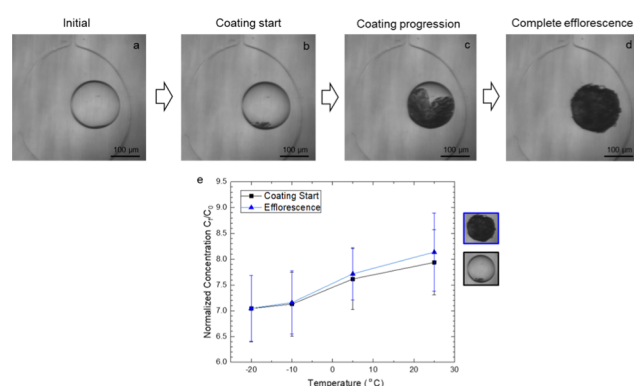 Initial
Coating start
Coating progression
Complete efflorescence
a
b
c
d
100 µm
100 µm
100 µm
100 µm
e
Coating Start
Efflorescence
Normalized Concentration Cf/C0
9.5
9.0
8.5
8.0
7.5
7.0
6.5
6.0
-20
-10
0
10
20
30
Temperature (°C)